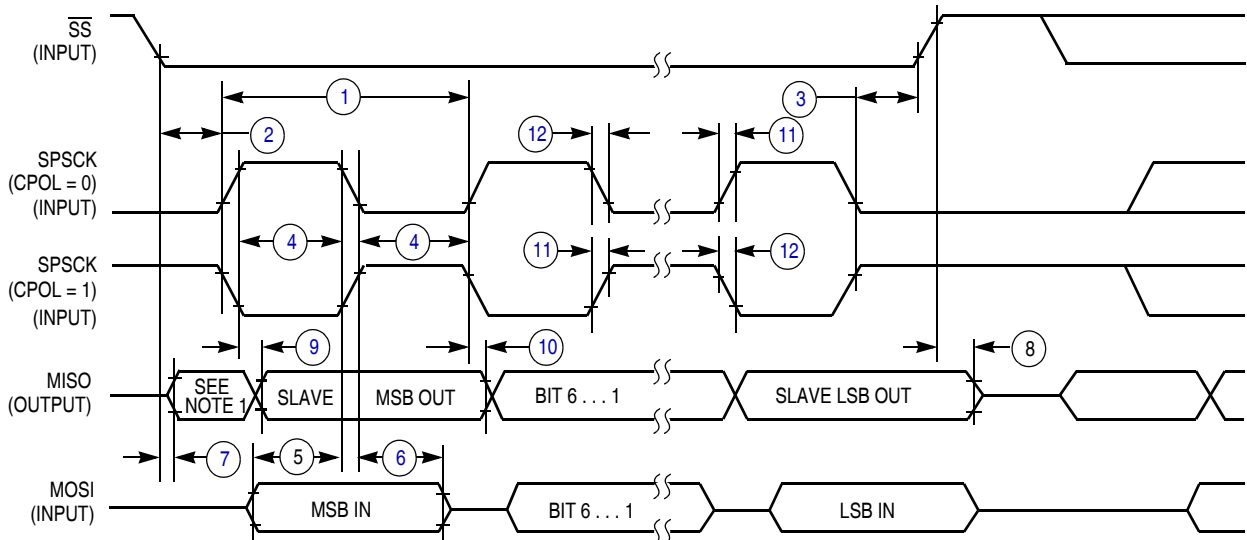 SS
(INPUT)
1
3
2
12
11
SPSCK
(CPOL = 0)
(INPUT)
4
4
11
12
SPSCK
(CPOL = 1)
(INPUT)
9
10
8
MISO
(OUTPUT)
SEE
NOTE 1
SLAVE
MSB OUT
BIT 6 . . . 1
SLAVE LSB OUT
7
5
6
MOSI
(INPUT)
MSB IN
BIT 6 . . . 1
LSB IN